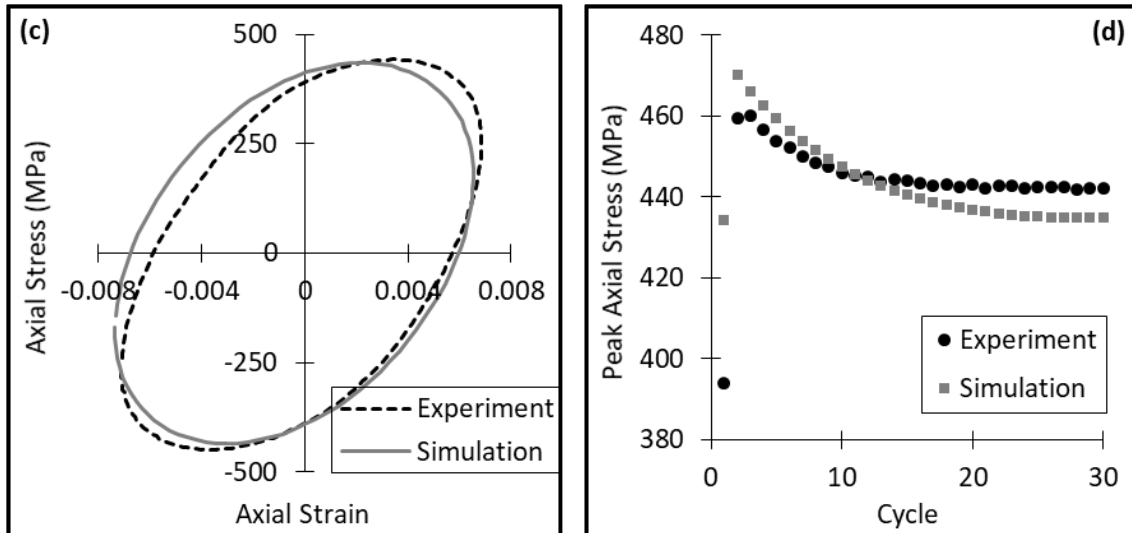 (c)
500
250
0
-0.008
-0.004
0
0.004
0.008
-250
-500
Axial Stress (MPa)
Axial Strain
Experiment
Simulation
(d)
480
460
440
420
400
380
Peak Axial Stress (MPa)
0
10
20
30
Cycle
Experiment
Simulation